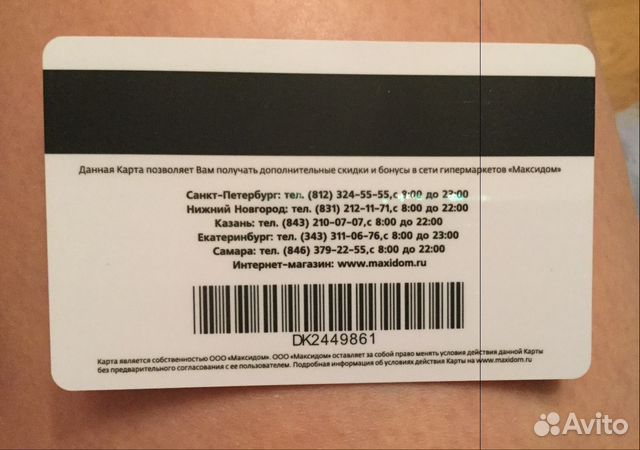 Данная Карта позволяет Вам получать дополнительные скидки и бонусы в сети гипермаркетов «Максидом»
Санкт-Петербург: тел. (812) 324-55-55, с 8:00 до 23:00
Нижний Новгород: тел. (831) 212-11-71, с 8:00 до 22:00
Казань: тел. (843) 210-07-07, с 8:00 до 22:00
Екатеринбург: тел. (343) 311-06-76, с 8:00 до 23:00
Самара: тел. (846) 379-22-55, с 8:00 до 22:00
Интернет-магазин: www.maxidom.ru
DK2449861
Карта является собственностью ООО «Максидом». ООО «Максидом» оставляет за собой право менять условия действия данной Карты
без предварительного согласования с ее пользователем. Подробная информация об условиях действия Карты на www.maxidom.ru
Avito